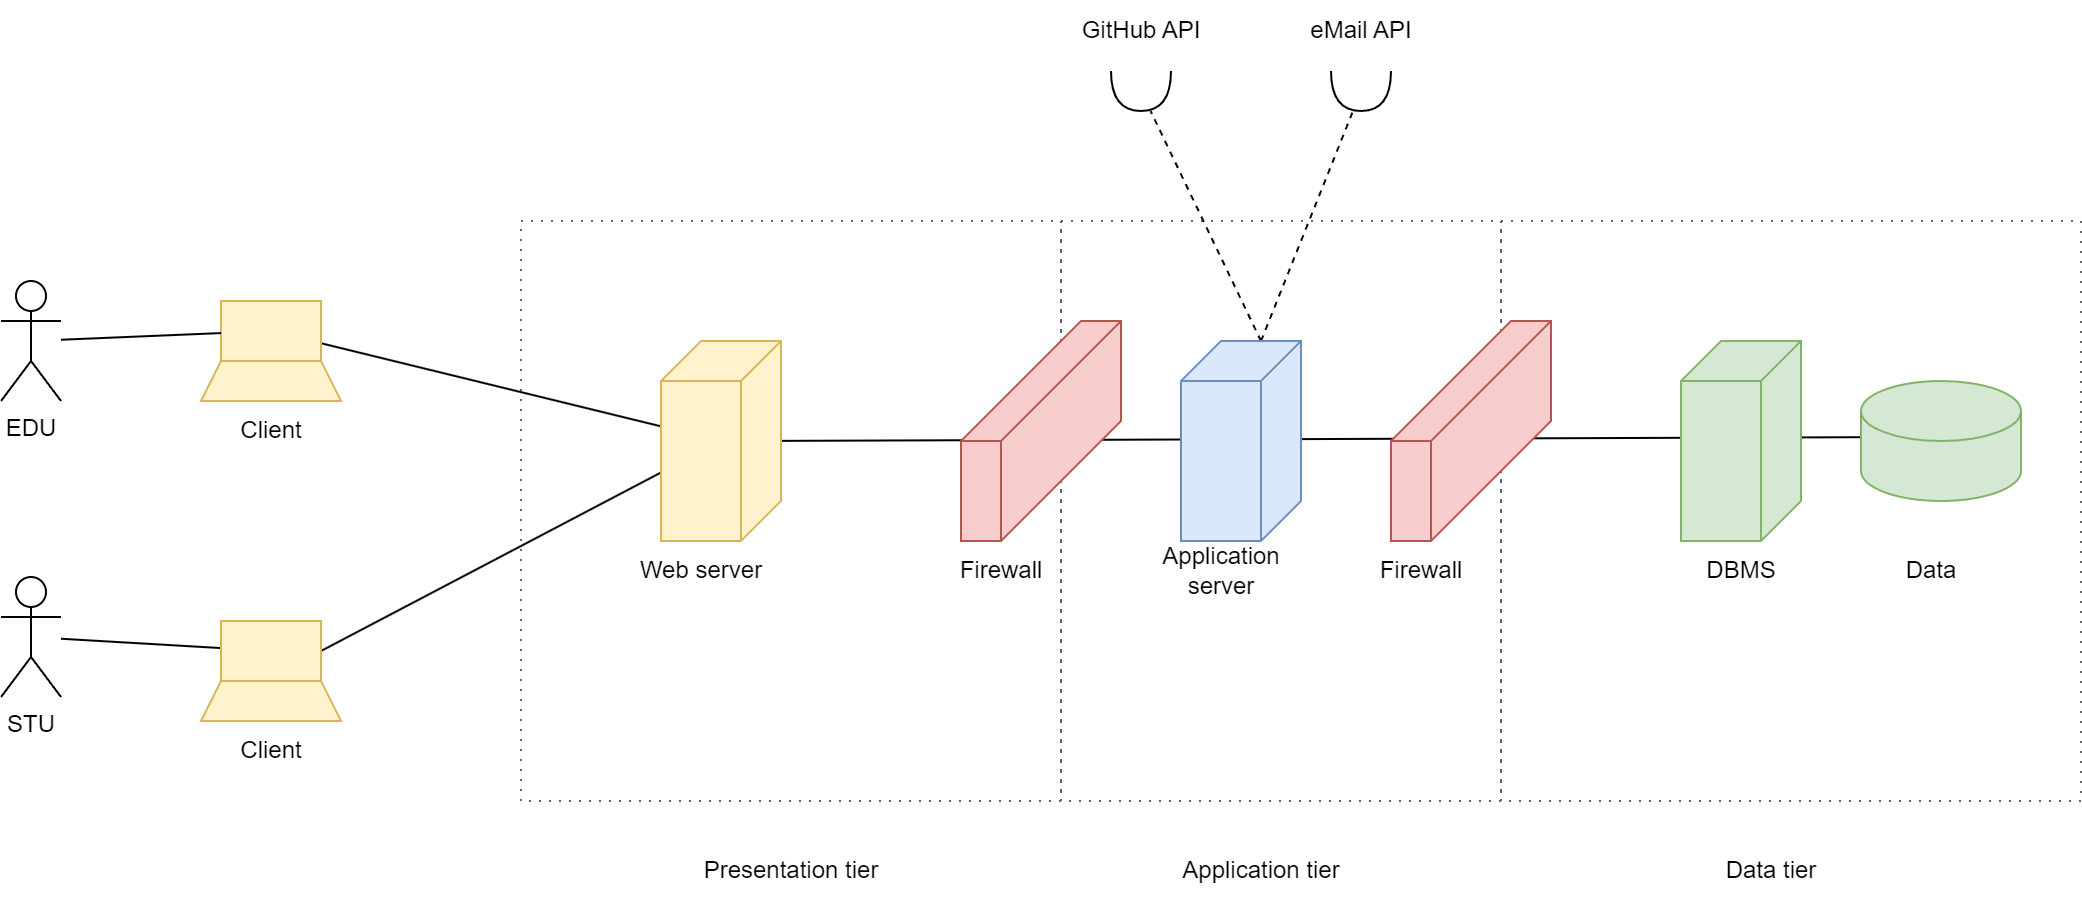 GitHub API
eMail API
EDU
Client
STU
Client
Web server
Firewall
Application
server
Firewall
DBMS
Data
Presentation tier
Application tier
Data tier